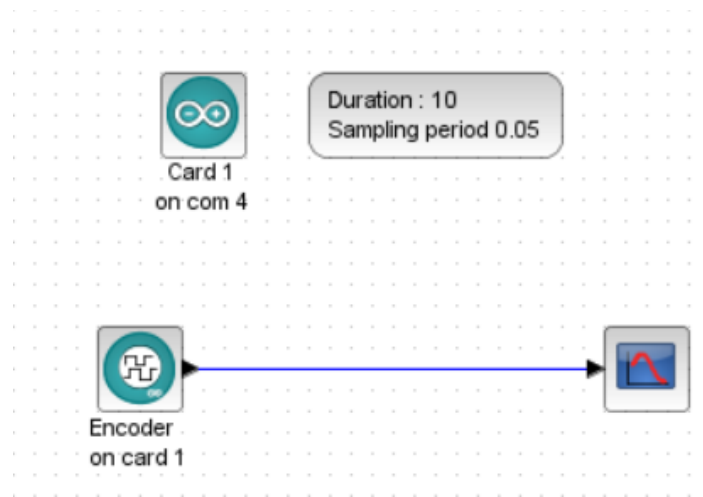 Duration : 10
Sampling period 0.05
Card 1
on com 4
Encoder
on card 1